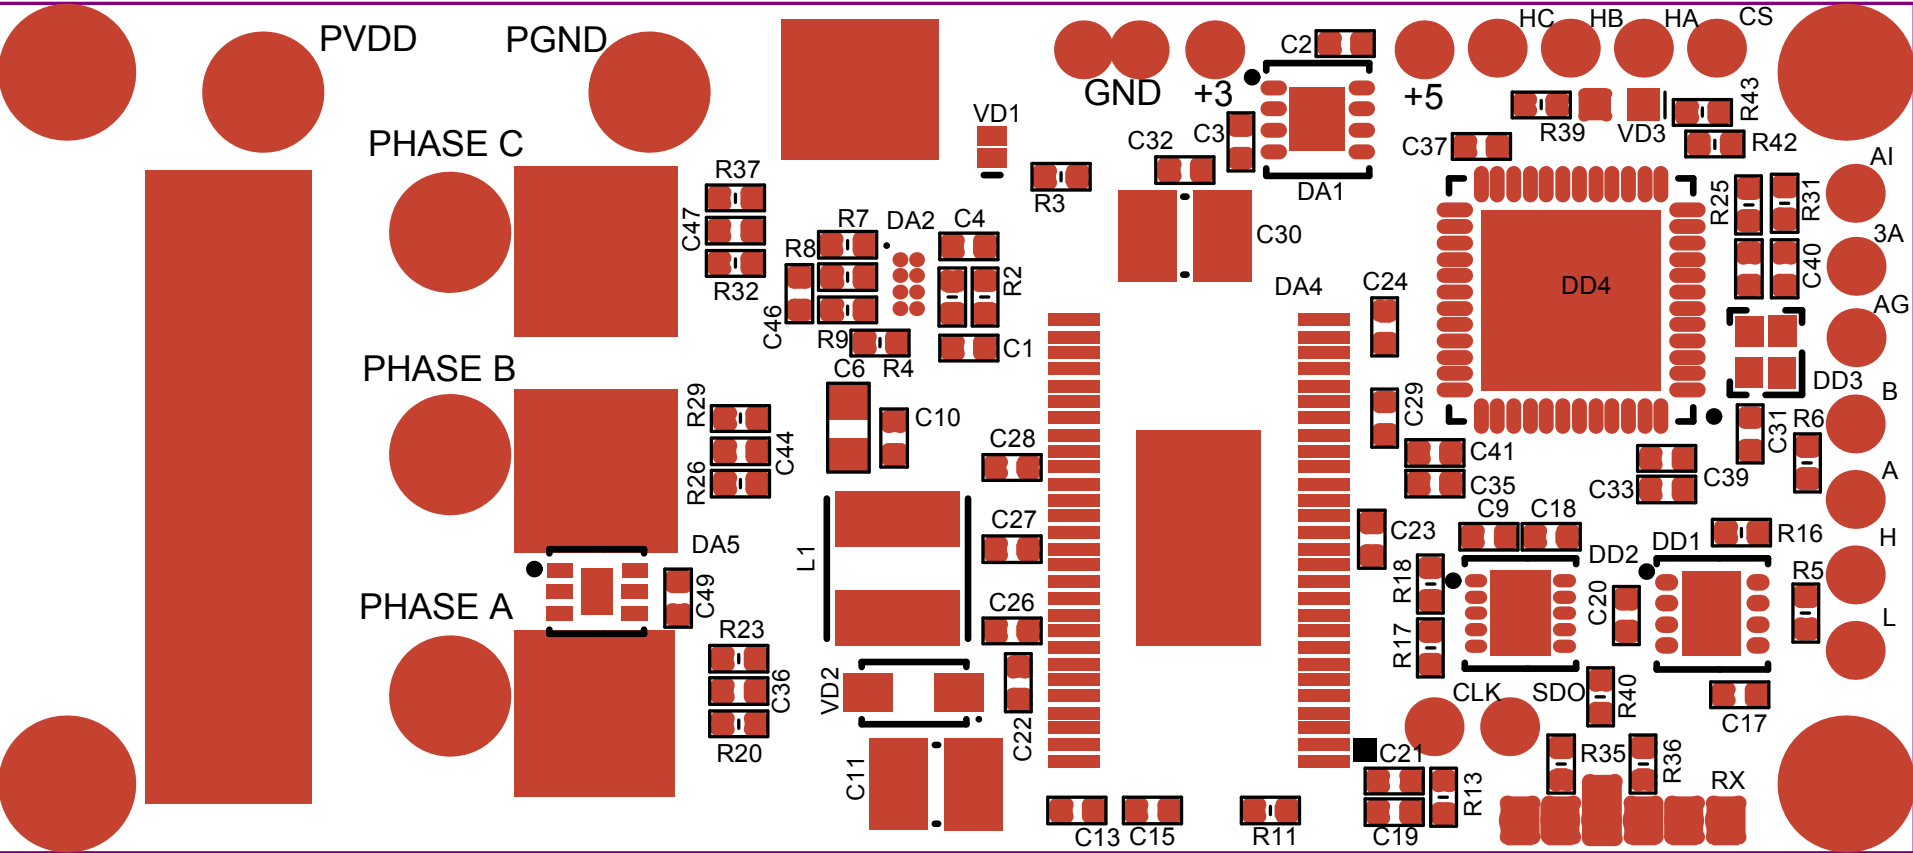 PVDD
PGND
HC
HB
HA
CS
C2
GND
+3
+5
VD1
C3
C32
C37
R39
VD3
R43
R42
PHASE C
R37
C47
R32
R3
DA1
AI
R25
R31
3A
R7
DA2
C4
R8
C30
C40
R2
DA4
C24
DD4
AG
C46
R9
R4
C1
PHASE B
C6
C29
DD3
B
R29
C44
R26
C10
C28
C41
C35
C31
R6
C39
C33
A
DA5
C9
C18
C27
C23
DD2
DD1
R16
H
L1
R18
R5
C49
C20
PHASE A
C26
L
R23
R17
C36
R20
VD2
CLK
SDO
R40
C17
C22
C21
R35
R36
C11
R13
RX
C13
C15
R11
C19